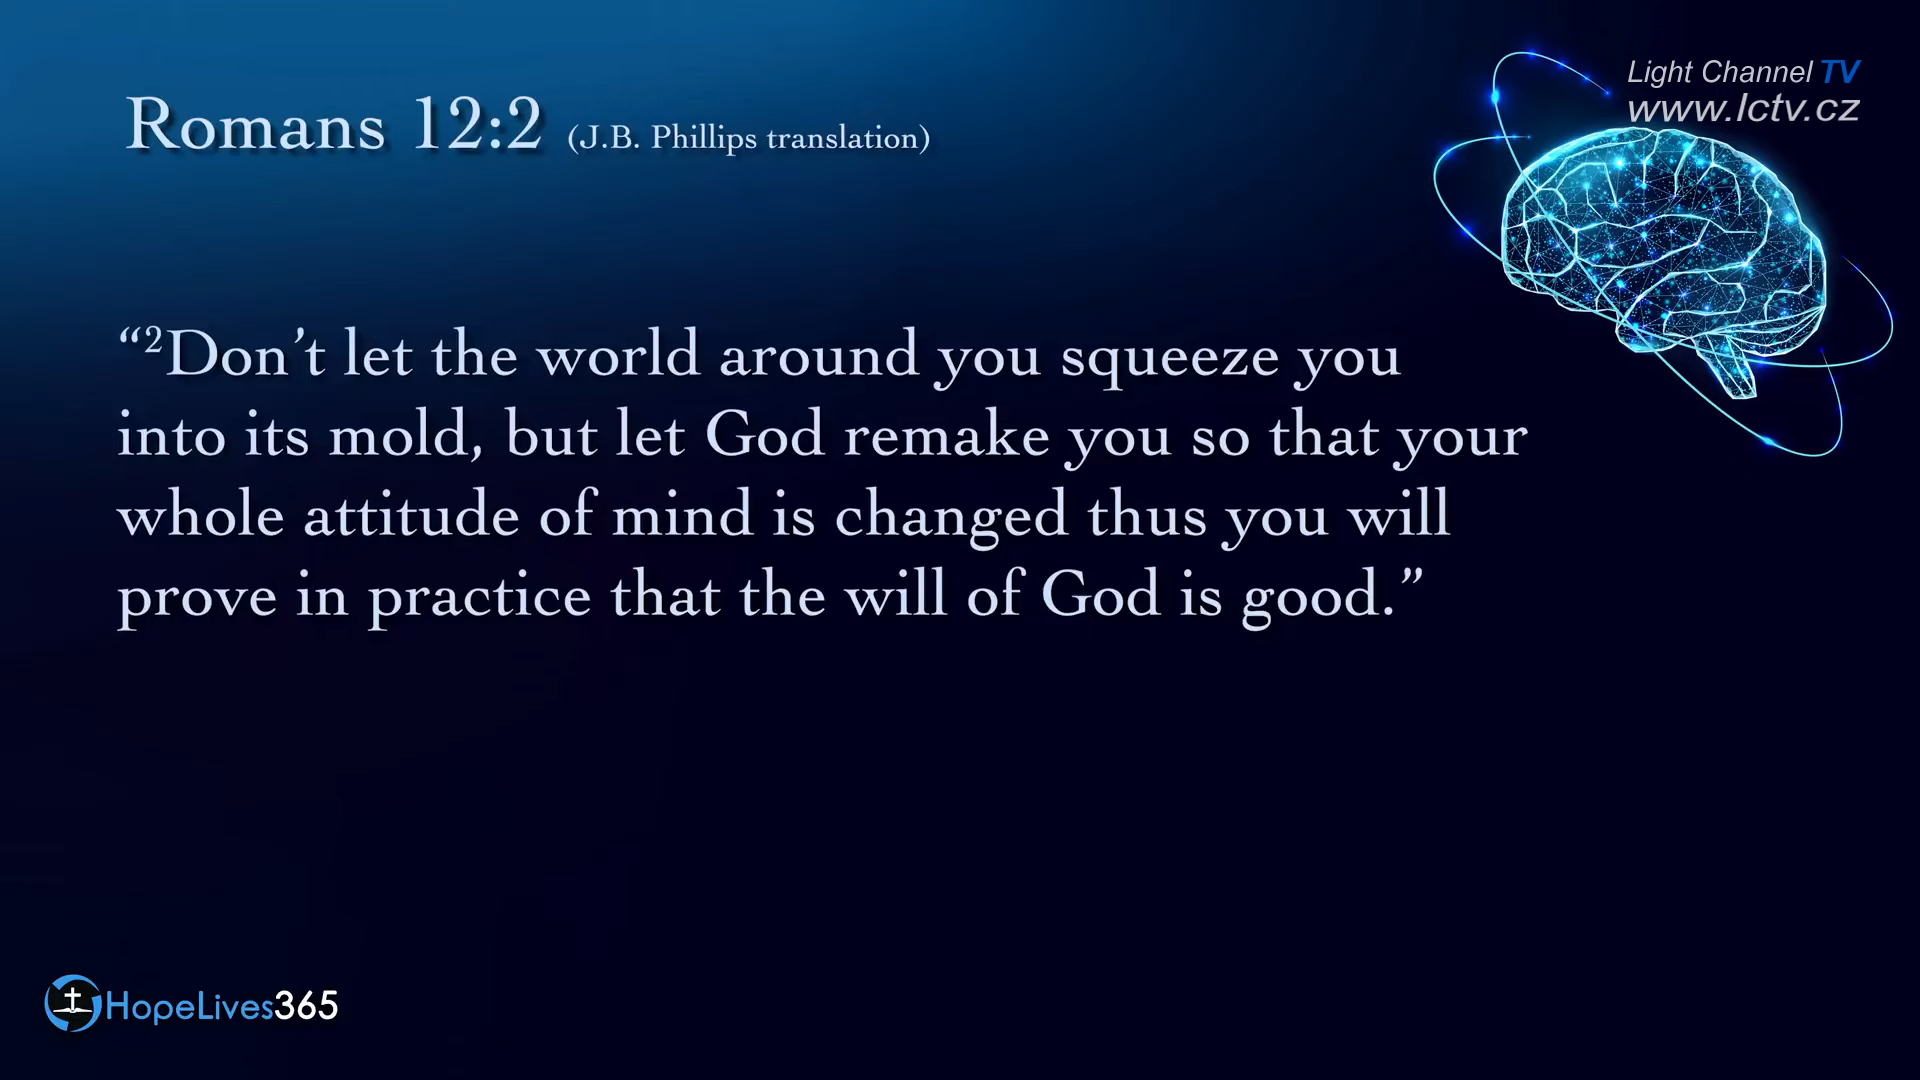 Light Channel TV
www.lctv.cz
Romans 12:2 (J.B. Phillips translation)
“²Don’t let the world around you squeeze you
into its mold, but let God remake you so that your
whole attitude of mind is changed thus you will
prove in practice that the will of God is good.”
HopeLives365